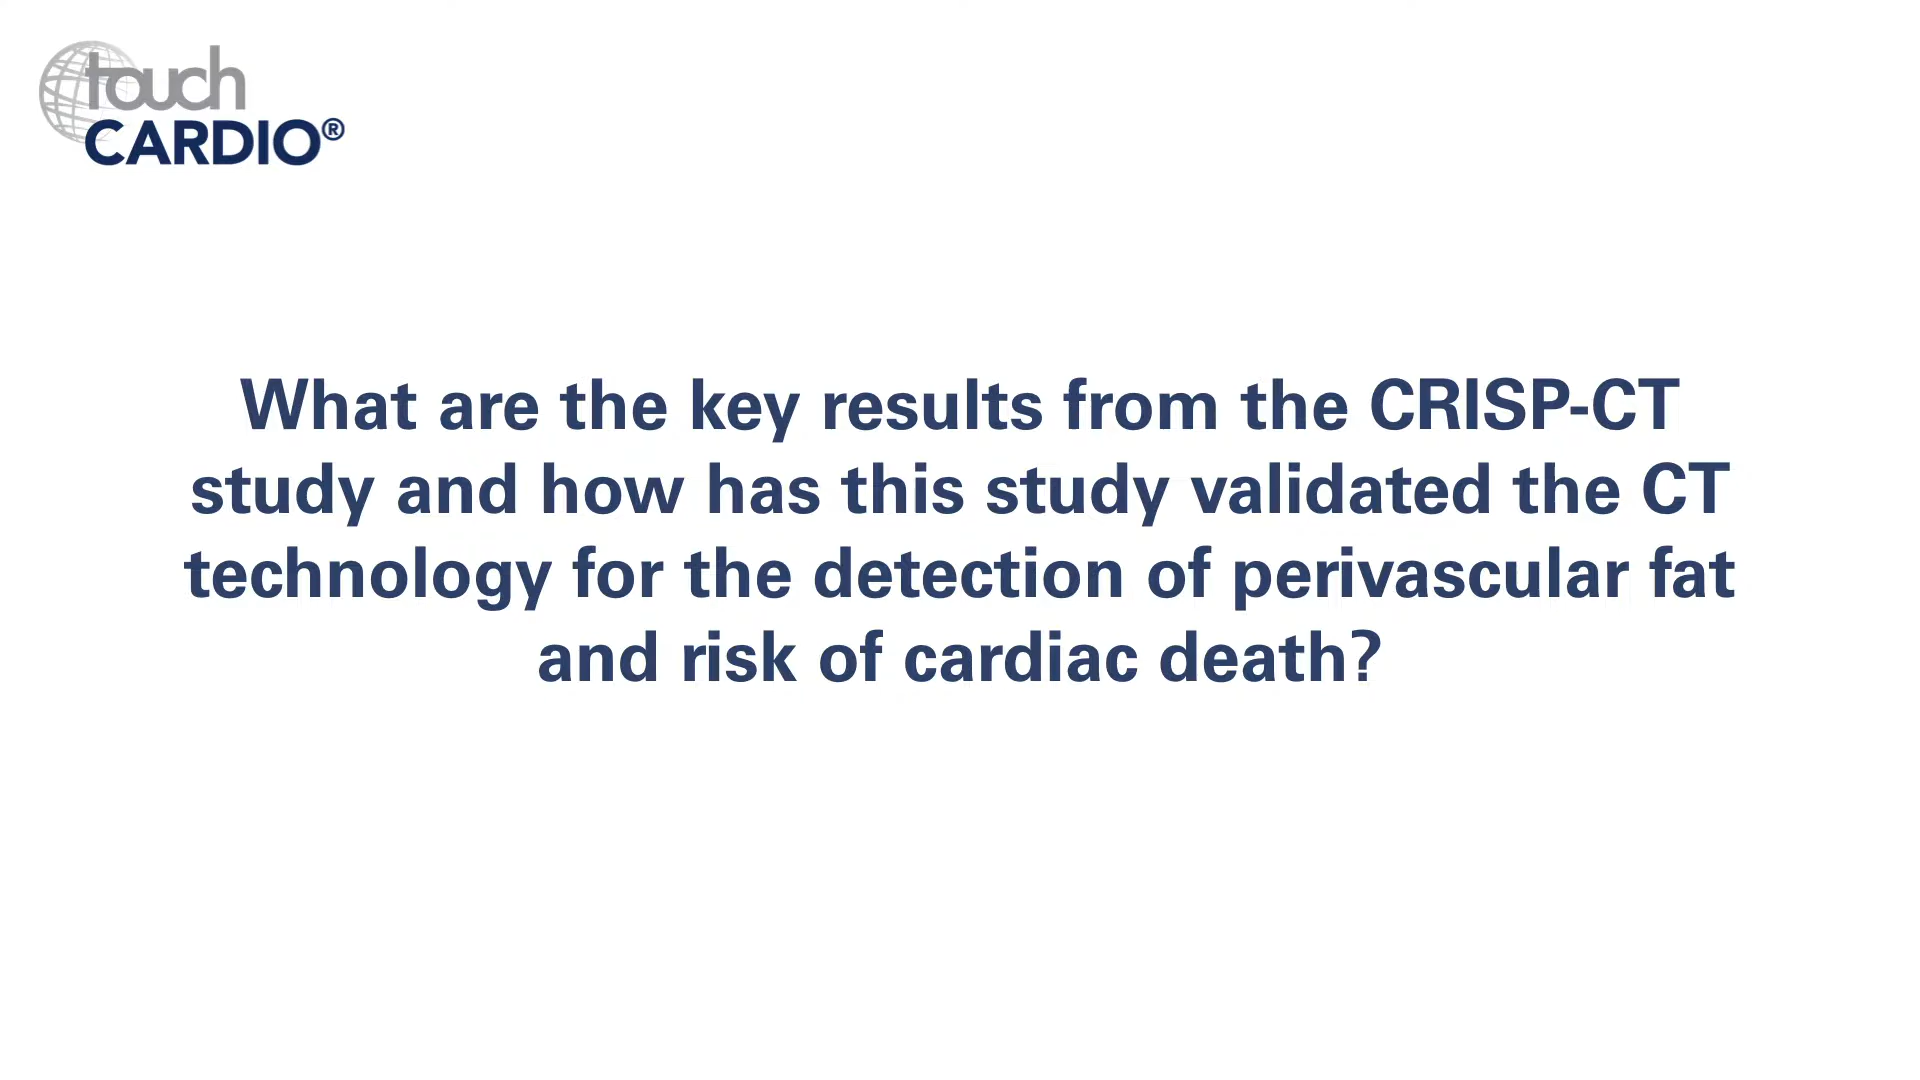 touch
CARDIO®
What are the key results from the CRISP-CT
study and how has this study validated the CT
technology for the detection of perivascular fat
and risk of cardiac death?